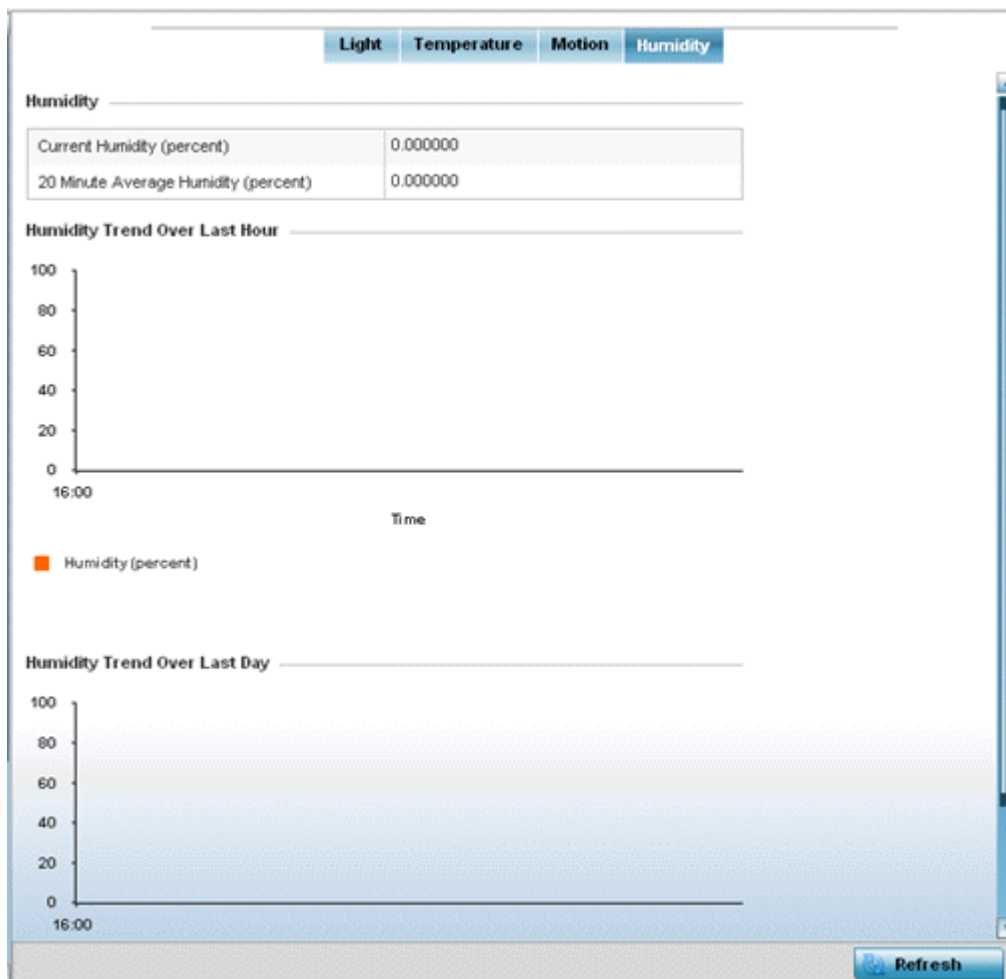 Light Temperature Motion Humidity
Humidity
Current Humidity (percent) 0.000000
20 Minute Average Humidity (percent) 0.000000
Humidity Trend Over Last Hour
100
80
60
40
20
0
16:00
Time
Humidity (percent)
Humidity Trend Over Last Day
100
80
60
40
20
0
16:00
Refresh